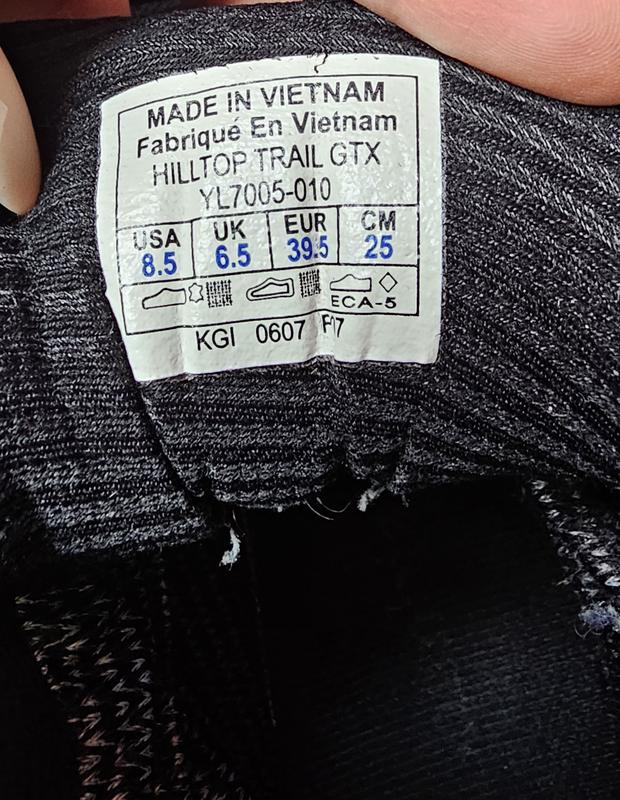 MADE IN VIETNAM
Fabriqué En Vietnam
HILLTOP TRAIL GTX
YL7005-010
USA UK EUR CM
8.5 6.5 39.5 25
ECA-5
KGI 0607